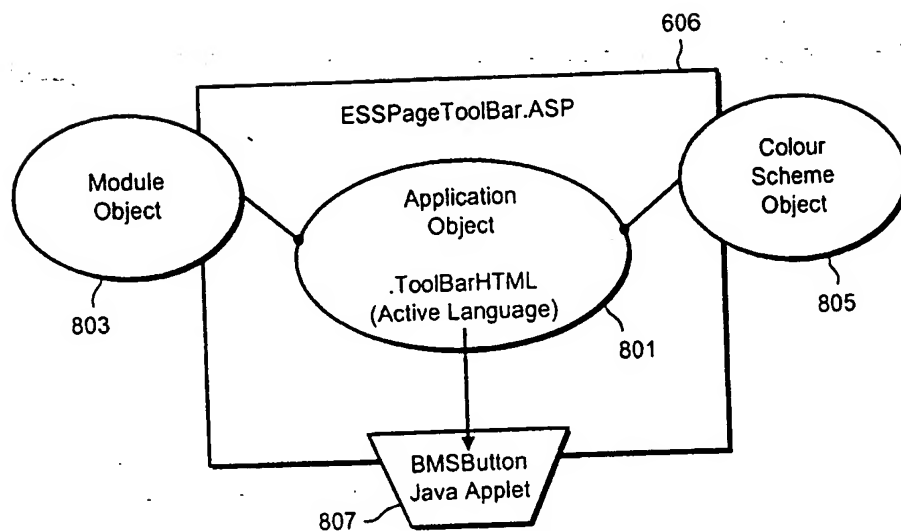 606
ESSPageToolBar.ASP
Module
Object
Application
Object
.ToolBarHTML
(Active Language)
Colour
Scheme
Object
803
801
805
BMSButton
Java Applet
807